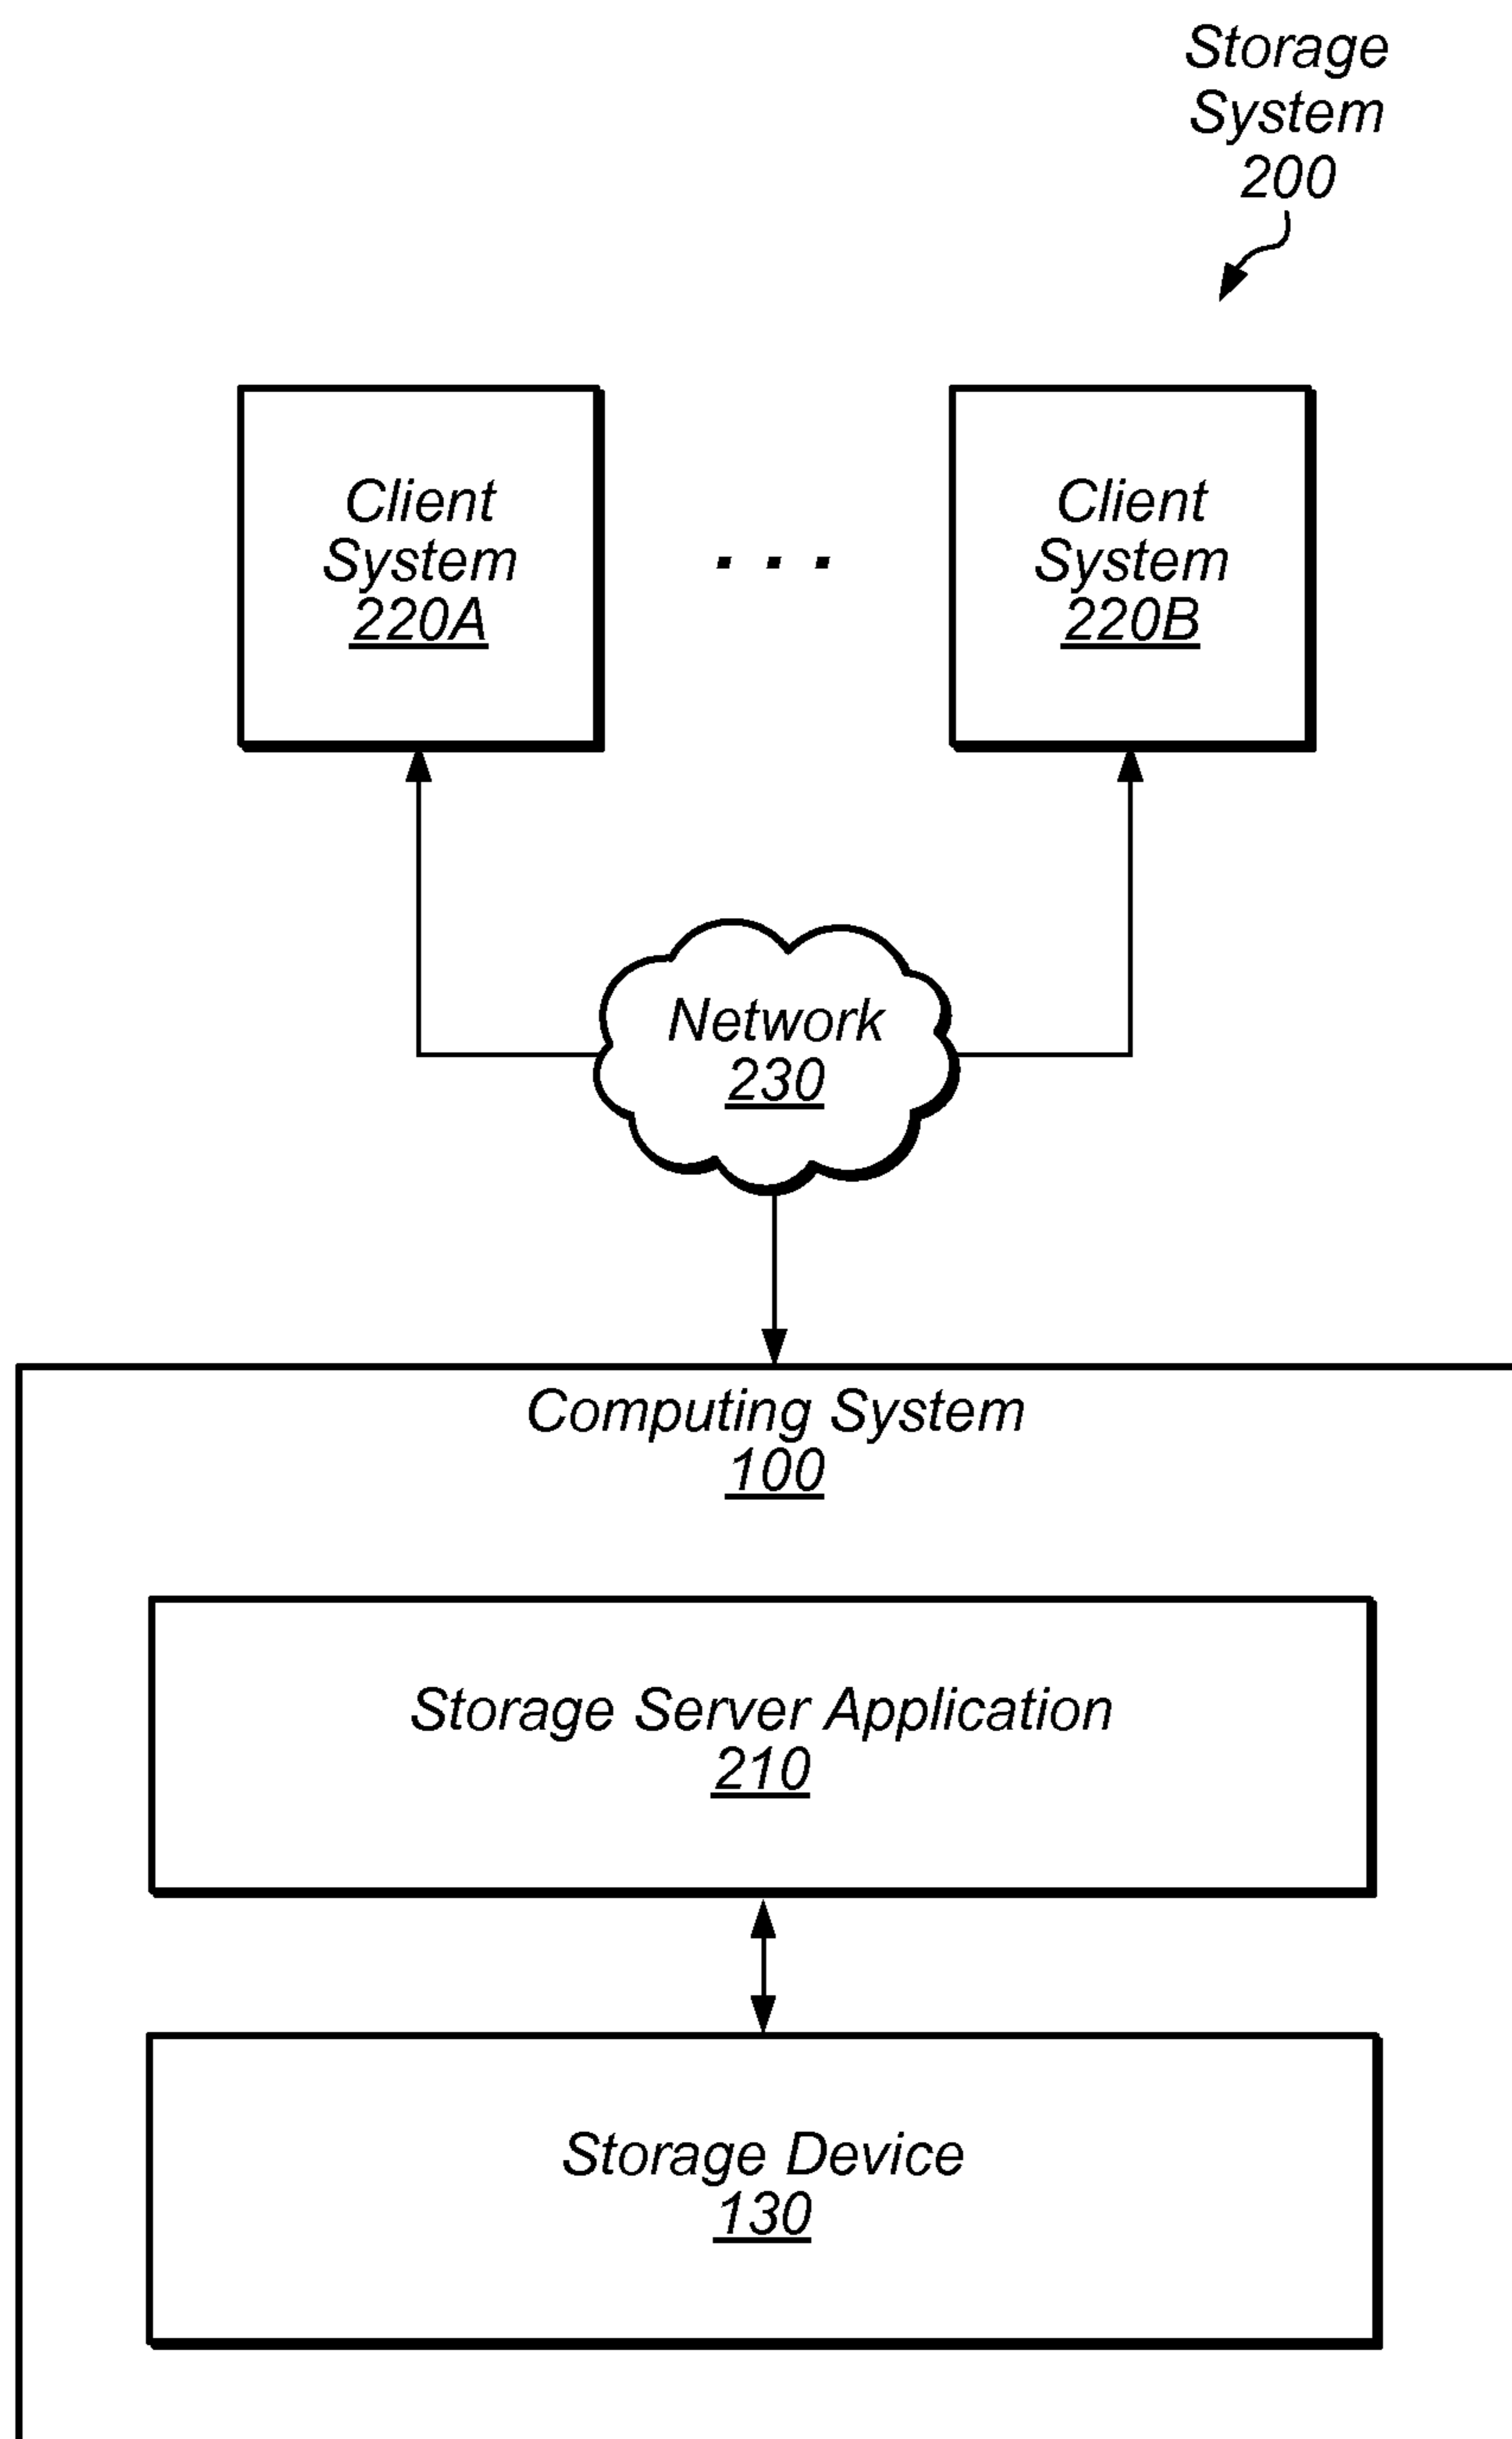 Storage
System
200
Client
System
220A
. . .
Client
System
220B
Network
230
Computing System
100
Storage Server Application
210
Storage Device
130